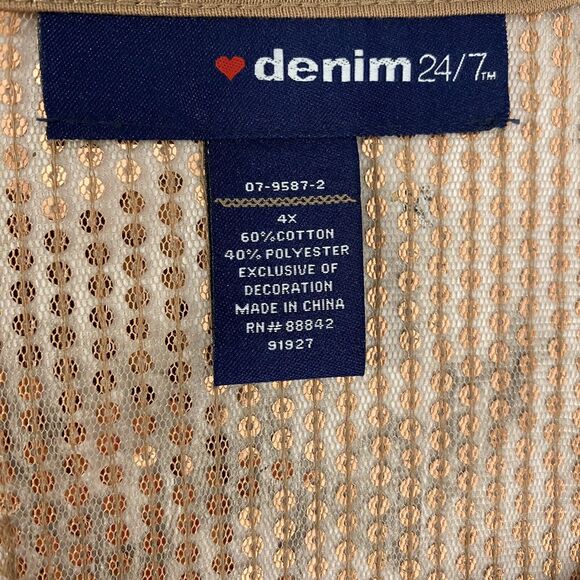 denim 24/7™
07-9587-2
4X
60%COTTON
40% POLYESTER
EXCLUSIVE OF
DECORATION
MADE IN CHINA
RN#88842
91927